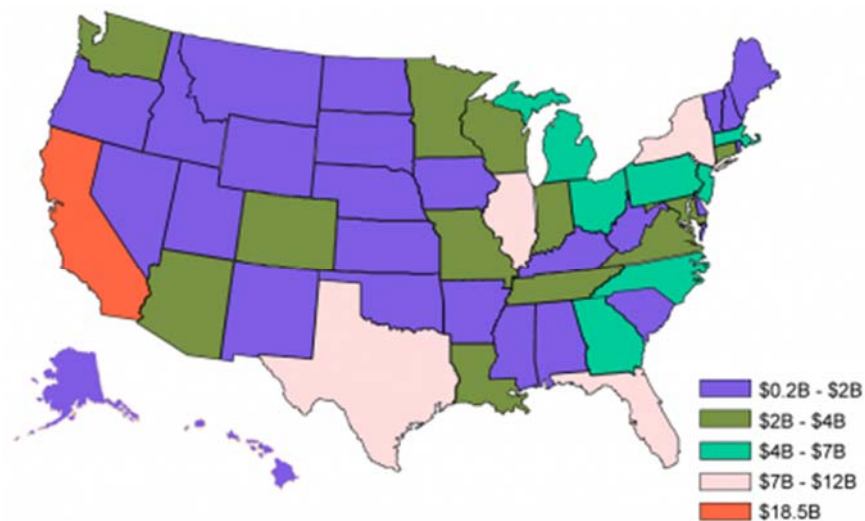 $0.2B - $2B
$2B - $4B
$4B - $7B
$7B - $12B
$18.5B